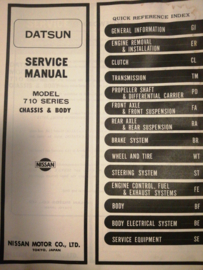 DATSUN
SERVICE
MANUAL
MODEL
710 SERIES
CHASSIS & BODY
NISSAN
NISSAN MOTOR CO., LTD.
TOKYO, JAPAN
QUICK REFERENCE INDEX
GENERAL INFORMATION GI
ENGINE REMOVAL
& INSTALLATION ER
CLUTCH CL
TRANSMISSION TM
PROPELLER SHAFT
& DIFFERENTIAL CARRIER PD
FRONT AXLE
& FRONT SUSPENSION FA
REAR AXLE
& REAR SUSPENSION RA
BRAKE SYSTEM BR
WHEEL AND TIRE WT
STEERING SYSTEM ST
ENGINE CONTROL, FUEL
& EXHAUST SYSTEMS FE
BODY BF
BODY ELECTRICAL SYSTEM BE
SERVICE EQUIPMENT SE